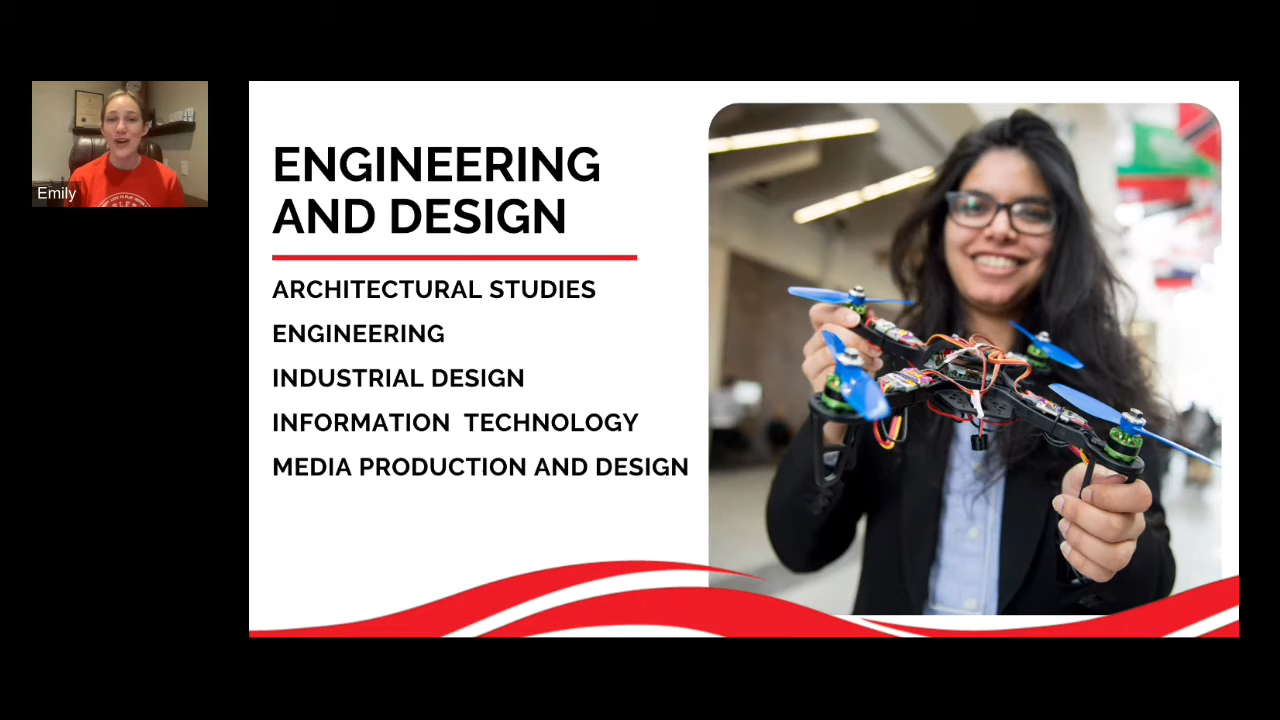 Emily
ENGINEERING
AND DESIGN
ARCHITECTURAL STUDIES
ENGINEERING
INDUSTRIAL DESIGN
INFORMATION TECHNOLOGY
MEDIA PRODUCTION AND DESIGN